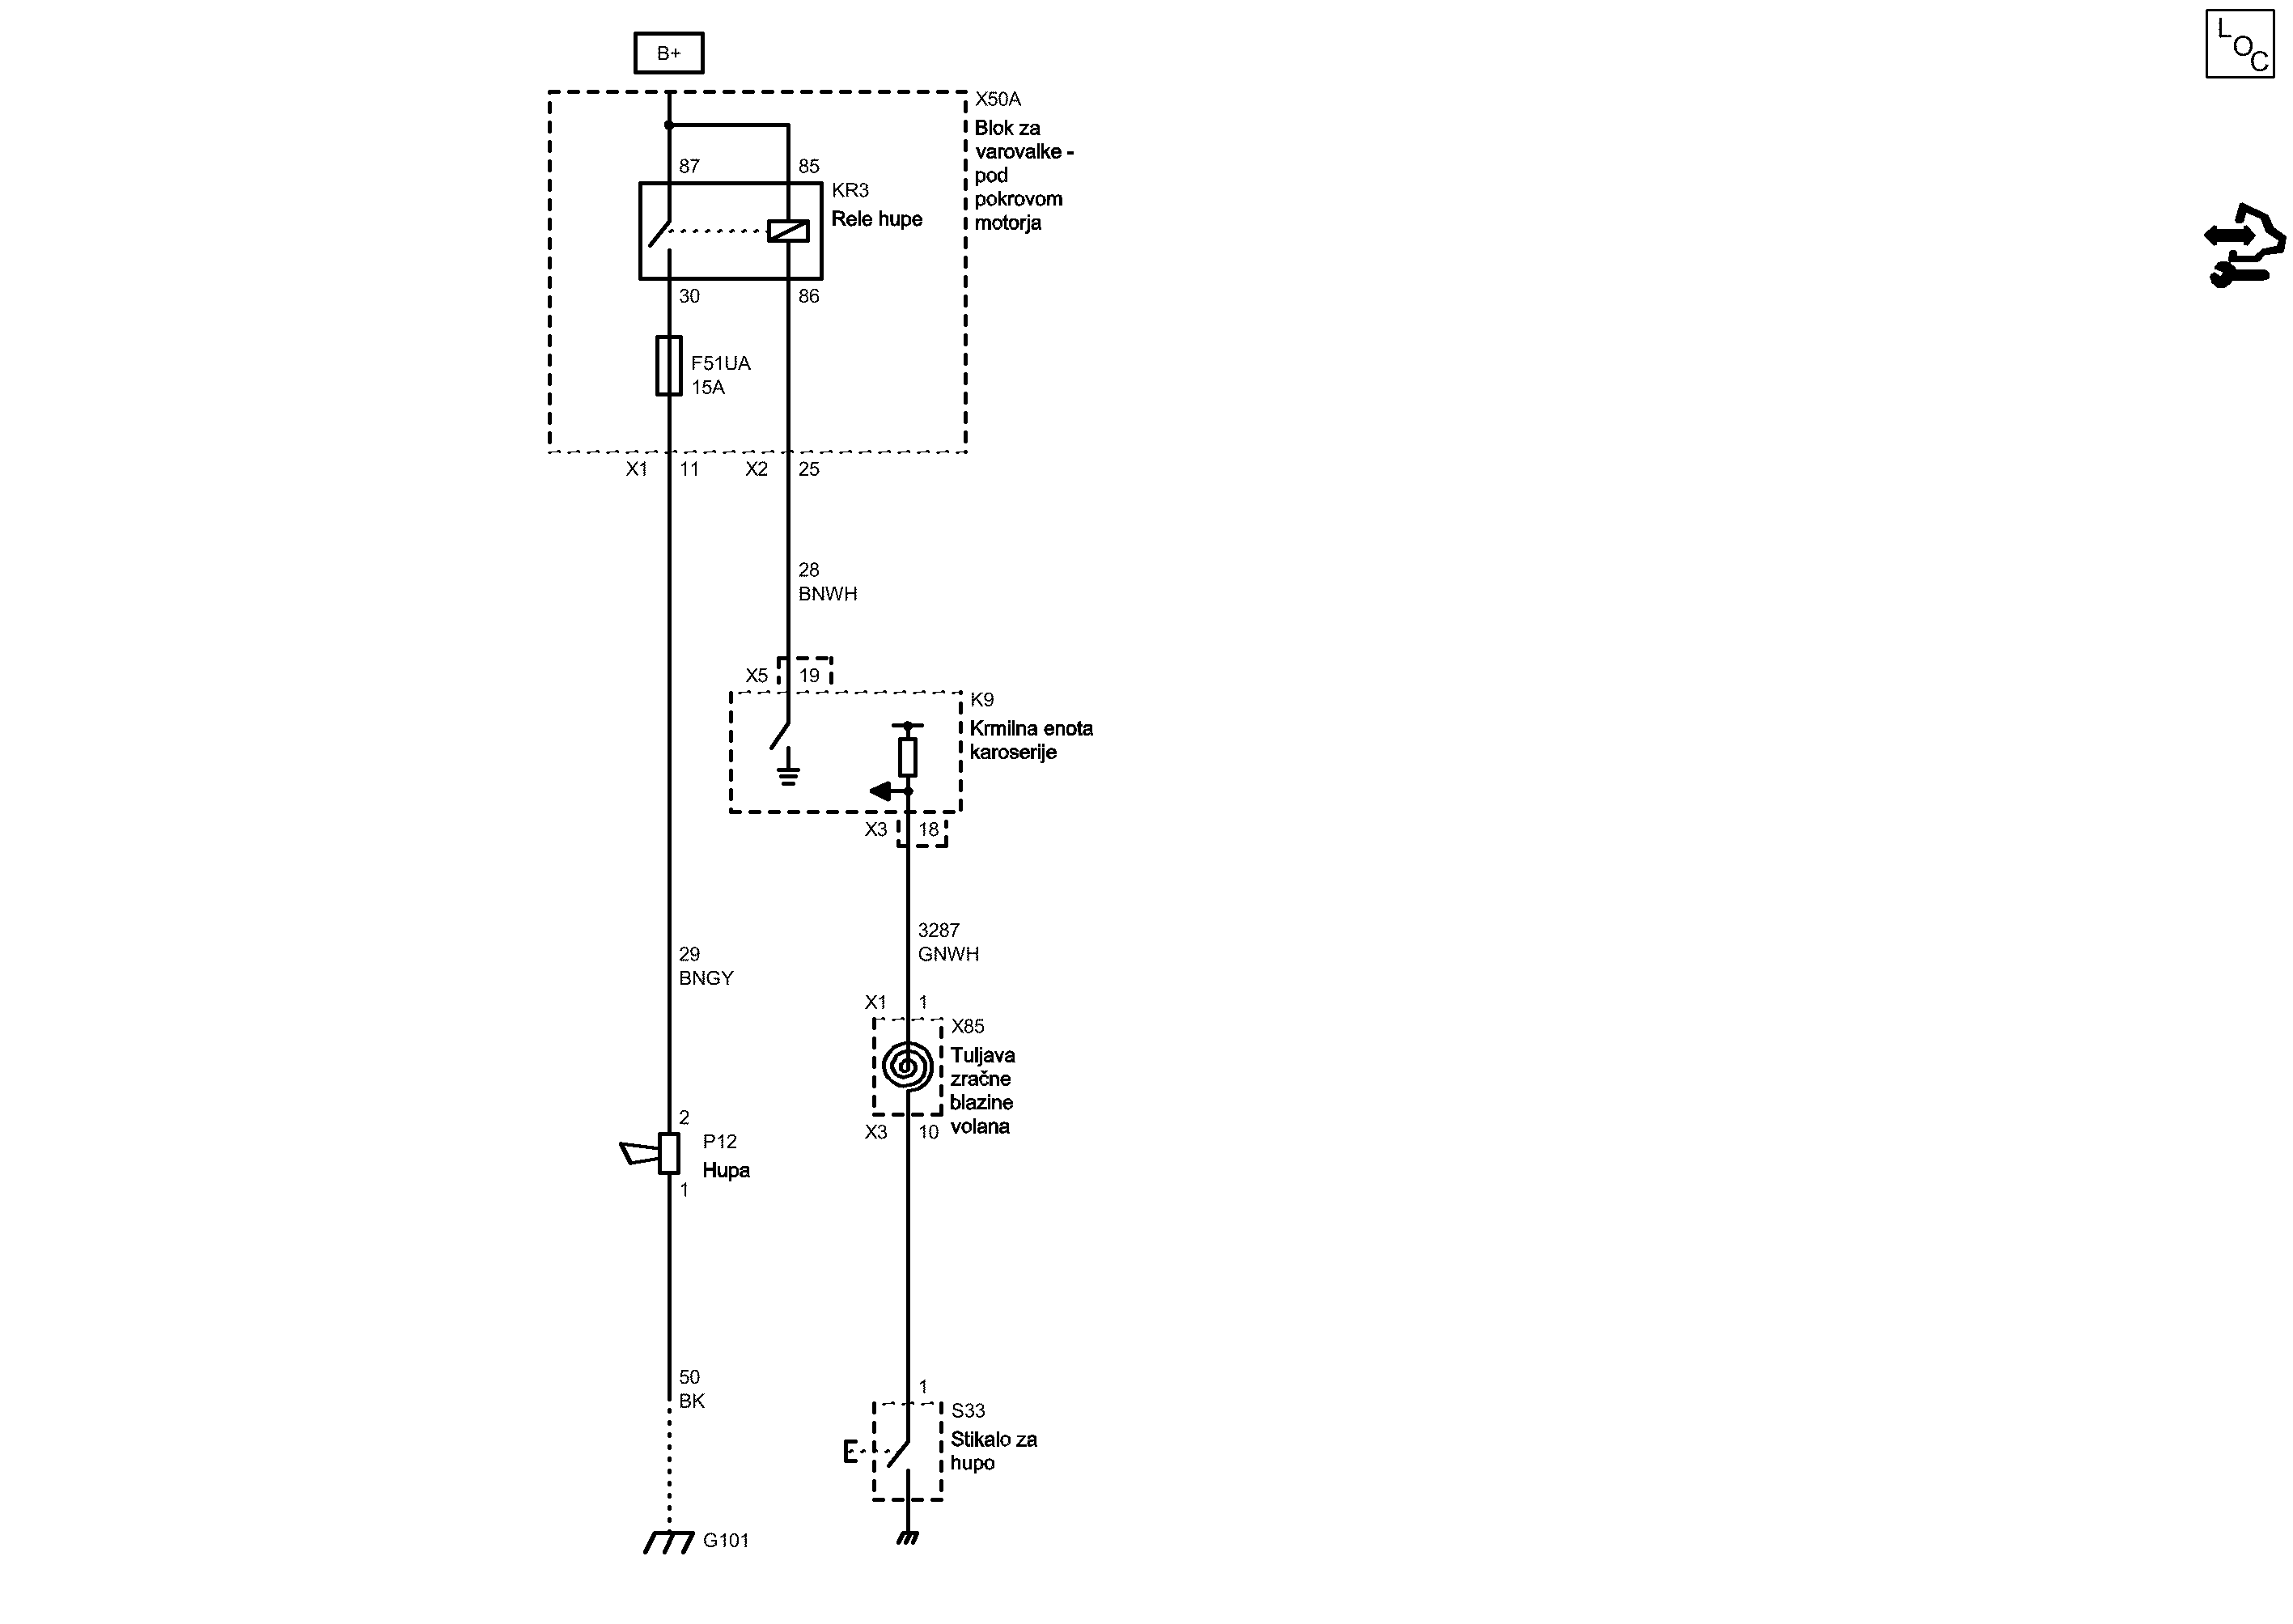 B+
LOC
X50A
Blok za
varovalke -
pod
pokrovom
motorja
87
85
KR3
Rele hupe
30
86
F51UA
15A
X1
11
X2
25
28
BNWH
X5
19
K9
Krmilna enota
karoserije
X3
18
3287
GNWH
29
BNGY
X1
1
X85
Tuljava
zračne
blazine
volana
X3
10
2
P12
Hupa
1
50
BK
1
S33
Stikalo za
hupo
G101